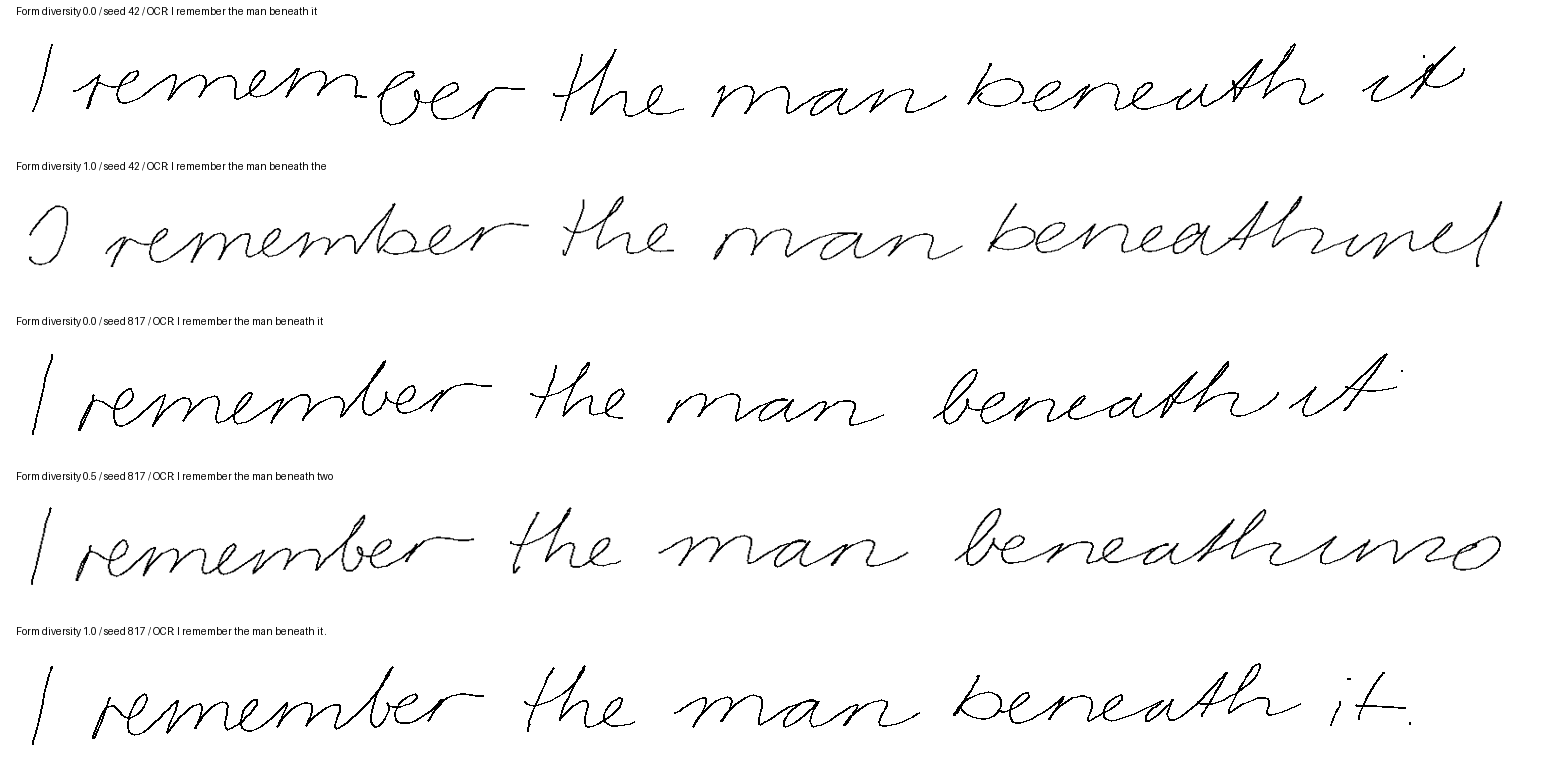 Form diversity 0.0 / seed 42 / OCR: I remember the man beneath it
I remember the man beneath it
Form diversity 1.0 / seed 42 / OCR: I remember the man beneath the
I remember the man beneath
Form diversity 0.0 / seed 817 / OCR: I remember the man beneath it
I remember the man beneath it
Form diversity 0.5 / seed 817 / OCR: I remember the man beneath two
I remember the man beneath
Form diversity 1.0 / seed 817 / OCR: I remember the man beneath it.
I remember the man beneath it.